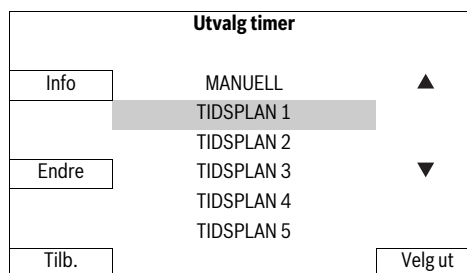 Utvalg timer
Info MANUELL ▲
TIDSPLAN 1
TIDSPLAN 2
Endre TIDSPLAN 3 ▼
TIDSPLAN 4
TIDSPLAN 5
Tilb. Velg ut